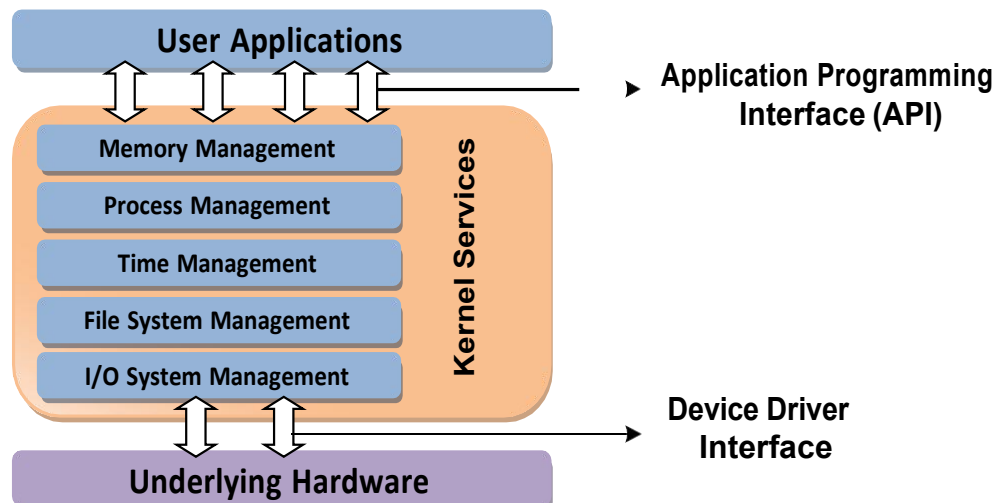 User Applications
Application Programming
Interface (API)
Memory Management
Process Management
Time Management
File System Management
I/O System Management
Kernel Services
Device Driver
Interface
Underlying Hardware